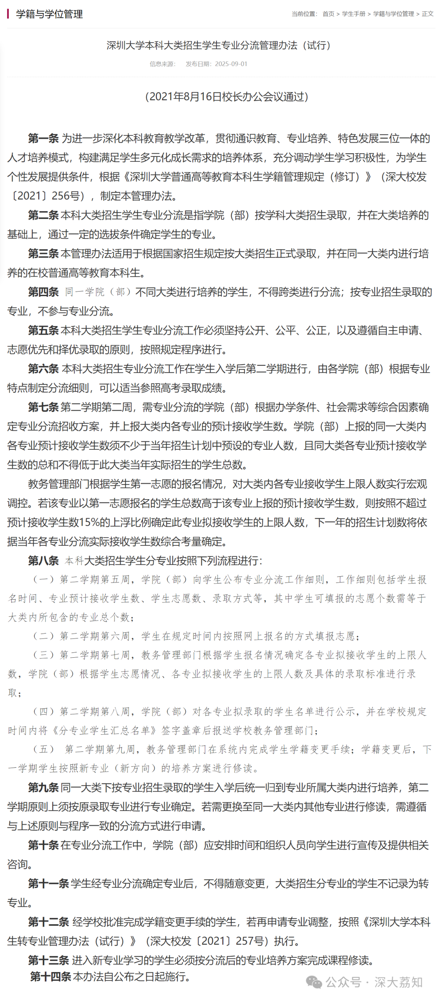 学籍与学位管理
当前位置： 首页 > 学生手册 > 学籍与学位管理 > 正文
深圳大学本科大类招生学生专业分流管理办法（试行）
信息来源： 发布日期：2025-09-01
（2021年8月16日校长办公会议通过）
第一条 为进一步深化本科教育教学改革，贯彻通识教育、专业培养、特色发展三位一体的
人才培养模式，构建满足学生多元化成长需求的培养体系，充分调动学生学习积极性，为学生
个性发展提供条件，根据《深圳大学普通高等教育本科生学籍管理规定（修订）》（深大校发
〔2021〕256号），制定本管理办法。
第二条 本科大类招生学生专业分流是指学院（部）按学科大类招生录取，并在大类培养的
基础上，通过一定的选拔条件确定学生的专业。
第三条 本管理办法适用于根据国家招生规定按大类招生正式录取，并在同一大类内进行培
养的在校普通高等教育本科生。
第四条 同一学院（部）不同大类进行培养的学生，不得跨类进行分流；按专业招生录取的
专业，不参与专业分流。
第五条 本科大类招生学生专业分流工作必须坚持公开、公平、公正，以及遵循自主申请、
志愿优先和择优录取的原则，按照规定程序进行。
第六条 本科大类招生专业分流工作在学生入学后第二学期进行，由各学院（部）根据专业
特点制定分流细则，可以适当参照高考录取成绩。
第七条 第二学期第二周，需专业分流的学院（部）根据办学条件、社会需求等综合因素确
定专业分流招收方案，并上报大类内各专业的预计接收学生数。学院（部）上报的同一大类内
各专业预计接收学生数须不少于当年招生计划中预设的专业人数，且同大类各专业预计接收学
生数的总和不得低于此大类当年实际招生的学生总数。
教务管理部门根据学生第一志愿的报名情况，对大类内各专业接收学生上限人数实行宏观
调控。若该专业以第一志愿报名的学生总数高于该专业上报的预计接收学生数，则按照不超过
预计接收学生数15%的上浮比例确定此专业拟接收学生的上限人数，下一年的招生计划数将依
据当年各专业分流实际接收学生数综合考量确定。
第八条 本科大类招生学生分专业按照下列流程进行：
（一）第二学期第五周，学院（部）向学生公布专业分流工作细则，工作细则包括学生报
名时间、专业预计接收学生数、学生志愿数、录取方式等，其中学生可填报的志愿个数需等于
大类内所包含的专业总个数；
（二）第二学期第六周，学生在规定时间内按照网上报名的方式填报志愿；
（三）第二学期第七周，教务管理部门根据学生报名情况确定各专业拟接收学生的上限人
数，学院（部）根据学生志愿情况、各专业拟接收学生的上限人数及具体的录取标准进行录
取；
（四）第二学期第八周，学院（部）对各专业拟录取的学生名单进行公示，并在学校规定
时间内将《分专业学生汇总名单》签字盖章后报送学校教务管理部门；
（五） 第二学期第九周，教务管理部门在系统内完成学生学籍变更手续；学籍变更后，下
一学期学生按照新专业（新方向）的培养方案进行修读。
第九条 同一大类下按专业招生录取的学生入学后统一归到专业所属大类内进行培养，第二
学期原则上须按原录取专业进行专业确定。若需更换至同一大类内其他专业进行修读，需遵循
与上述原则与程序一致的分流方式进行申请。
第十条 在专业分流工作中，学院（部）应安排时间和组织人员向学生进行宣传及提供相关
咨询。
第十一条 学生经专业分流确定专业后，不得随意变更，大类招生分专业的学生不记录为转
专业。
第十二条 经学校批准完成学籍变更手续的学生，若再申请专业调整，按照《深圳大学本科
生转专业管理办法（试行）》（深大校发〔2021〕257号）执行。
第十三条 进入新专业学习的学生必须按分流后的专业培养方案完成课程修读。
第十四条 本办法自公布之日起施行。
公众号 · 深大荔知